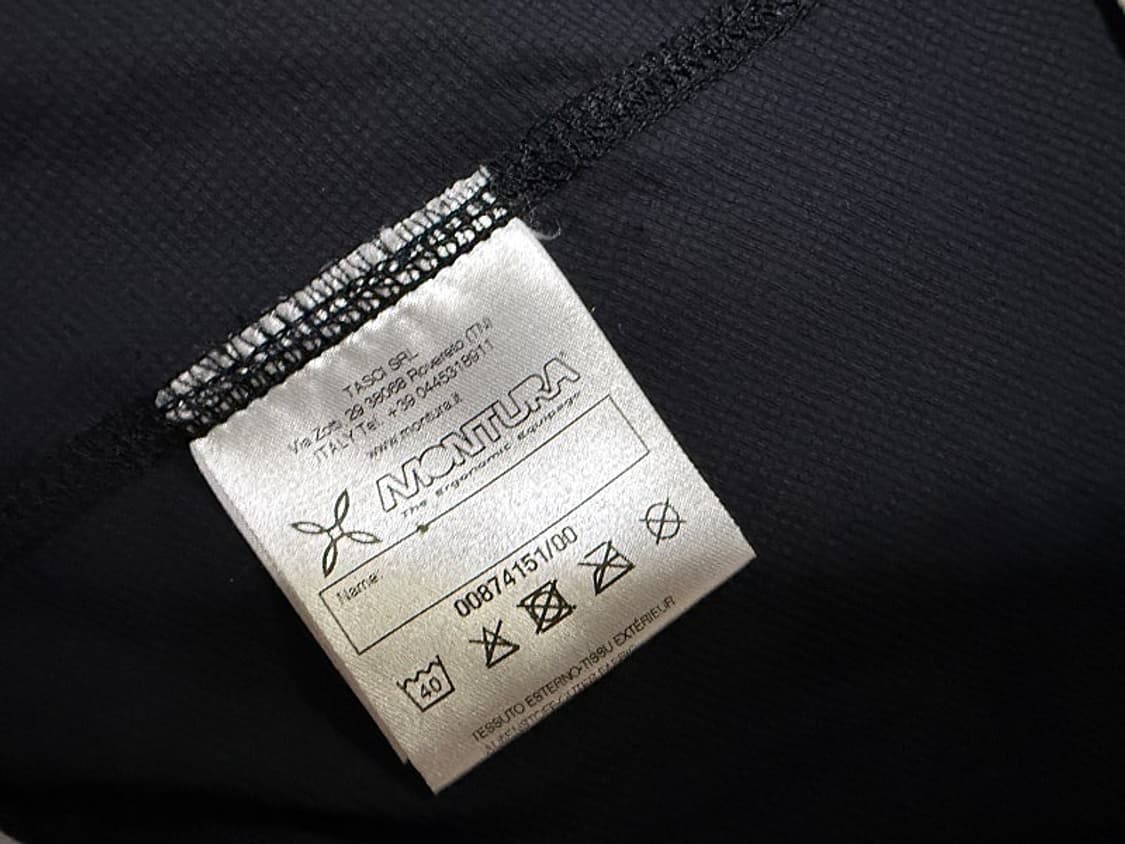 TASCI SRL
Via Zotti 29 38068 Rovereto (TN)
ITALY Tel. +39 0445318911
www.montura.it
MONTURA®
The Ergonomic Equipage
Name:
00874151/00
40
TESSUTO ESTERNO-TISSU EXTÉRIEUR